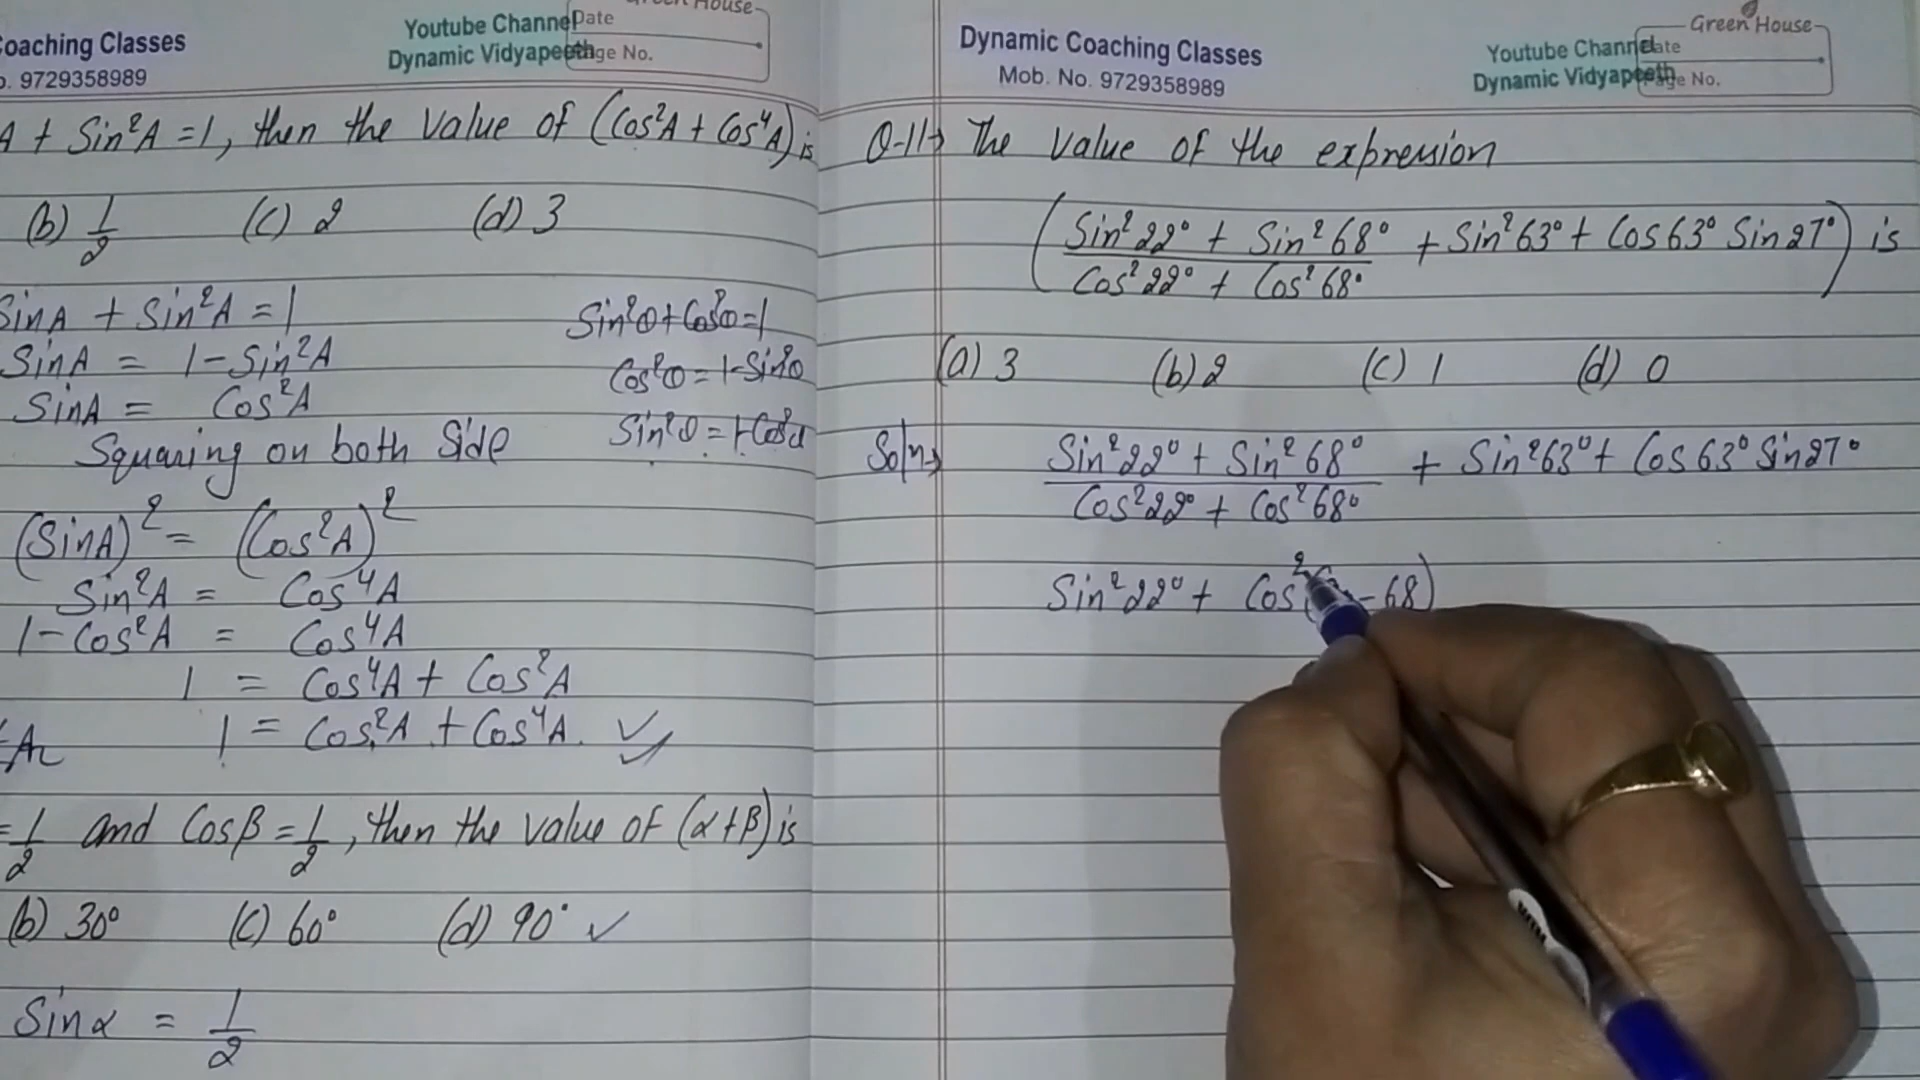 Coaching Classes
o. 9729358989
Youtube Channel
Dynamic Vidyapeeth
Date
ge No.
A + Sin²A = 1, then the value of (Cos²A + Cos⁴A) is
(b) 1/2 (c) 2 (d) 3
SinA + Sin²A = 1
SinA = 1 - Sin²A
SinA = Cos²A
Squaring on both Side
(SinA)² = (Cos²A)²
Sin²A = Cos⁴A
1 - Cos²A = Cos⁴A
1 = Cos⁴A + Cos²A
1 = Cos²A + Cos⁴A
Sin²θ + Cos²θ = 1
Cos²θ = 1 - Sin²θ
Sin²θ = 1 - Cos²θ
= 1/2 and Cosβ = 1/2, then the value of (α+β) is
(b) 30° (c) 60° (d) 90° ✓
Sinα = 1/2
Dynamic Coaching Classes
Mob. No. 9729358989
Youtube Channel
Dynamic Vidyapeeth
Green House
ate
Page No.
Q-11→ The value of the expression
(Sin²22° + Sin²68° / Cos²22° + Cos²68° + Sin²63° + Cos63° Sin27°) is
(a) 3 (b) 2 (c) 1 (d) 0
Soln→ Sin²22° + Sin²68° / Cos²22° + Cos²68° + Sin²63° + Cos63° Sin27°
Sin²22° + Cos²( - 68)